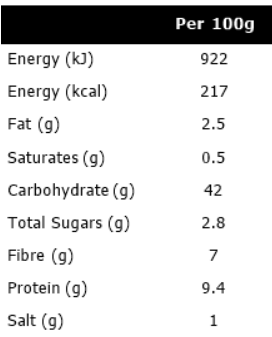 Per 100g
Energy (kJ) 922
Energy (kcal) 217
Fat (g) 2.5
Saturates (g) 0.5
Carbohydrate (g) 42
Total Sugars (g) 2.8
Fibre (g) 7
Protein (g) 9.4
Salt (g) 1